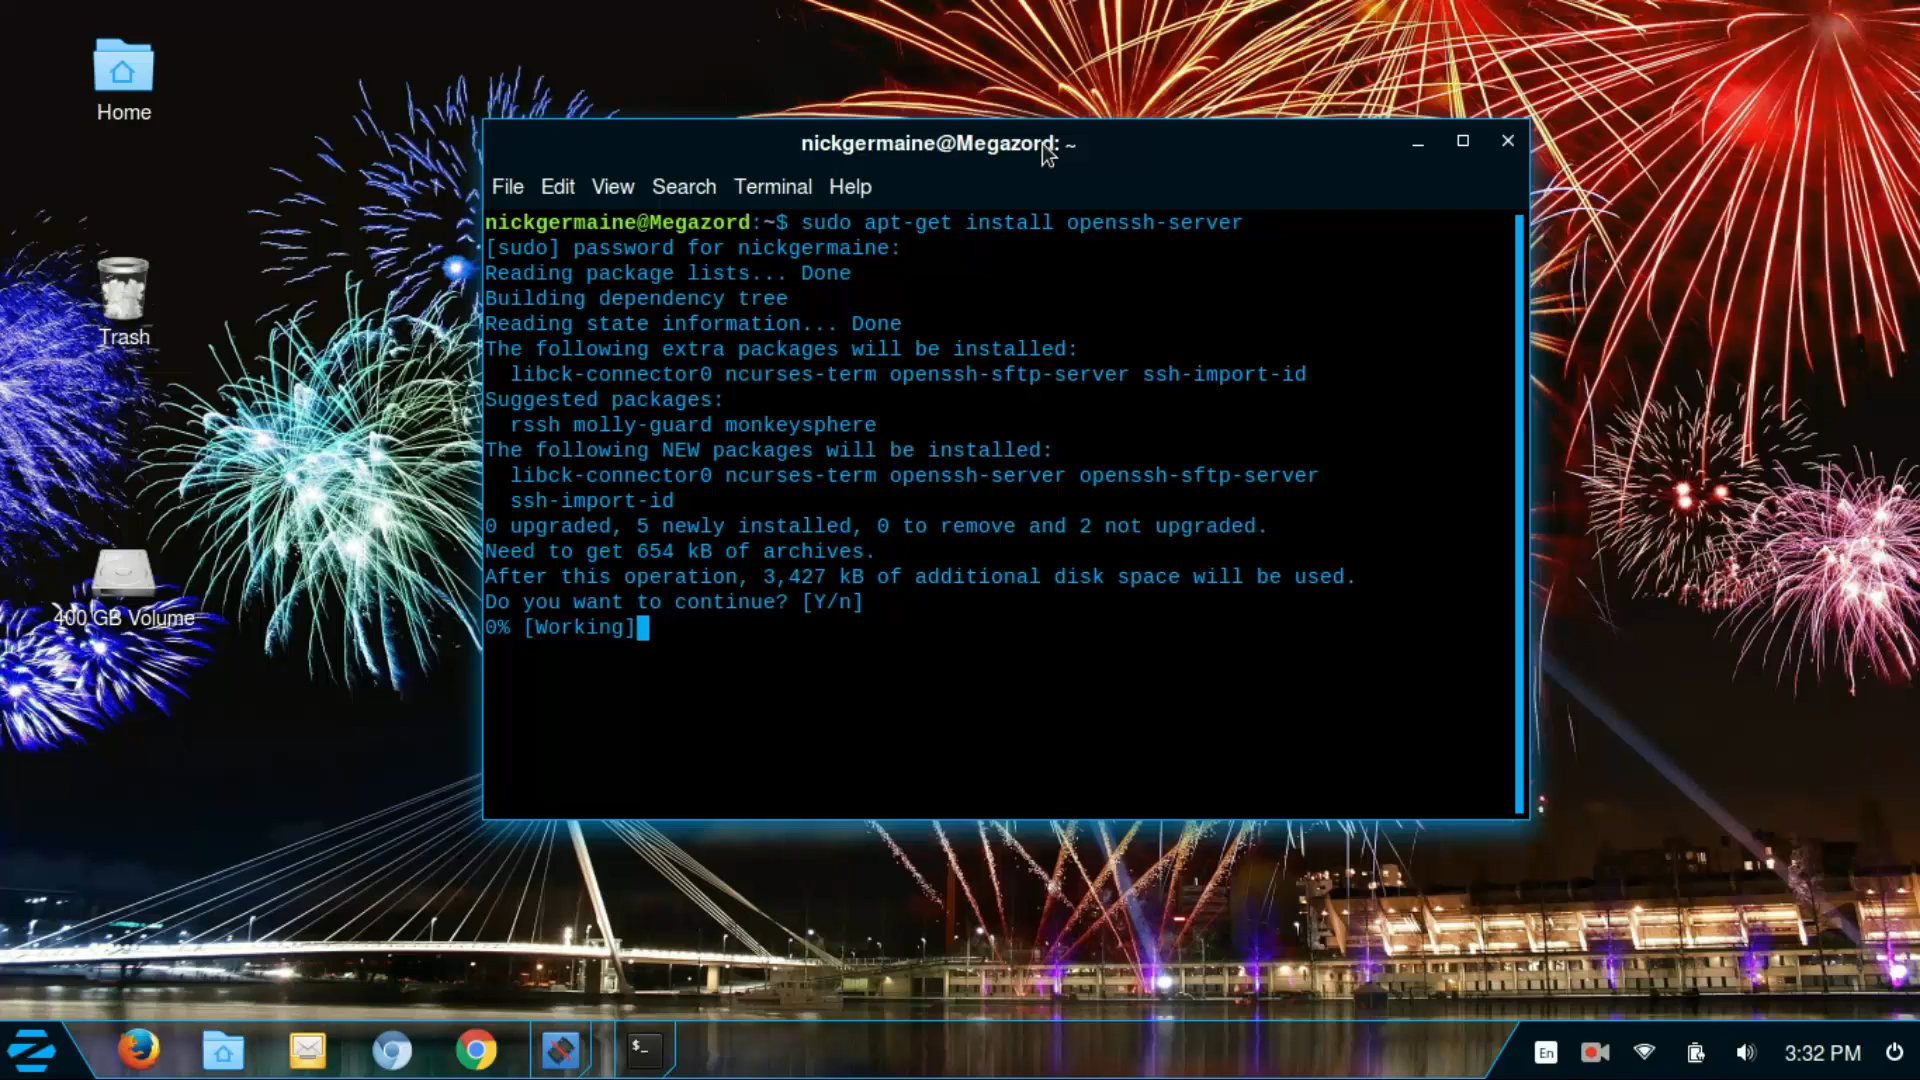 Home
Trash
400 GB Volume
nickgermaine@Megazord: ~
File Edit View Search Terminal Help
nickgermaine@Megazord:~$ sudo apt-get install openssh-server
[sudo] password for nickgermaine:
Reading package lists... Done
Building dependency tree
Reading state information... Done
The following extra packages will be installed:
  libck-connector0 ncurses-term openssh-sftp-server ssh-import-id
Suggested packages:
  rssh molly-guard monkeysphere
The following NEW packages will be installed:
  libck-connector0 ncurses-term openssh-server openssh-sftp-server
  ssh-import-id
0 upgraded, 5 newly installed, 0 to remove and 2 not upgraded.
Need to get 654 kB of archives.
After this operation, 3,427 kB of additional disk space will be used.
Do you want to continue? [Y/n]
0% [Working]
$_
En
3:32 PM